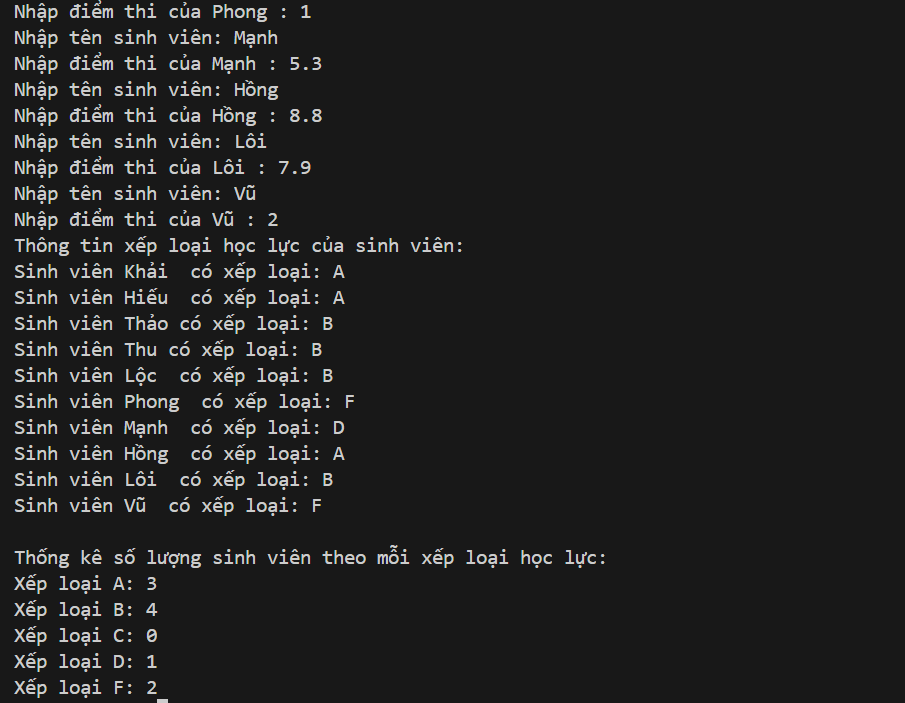 Nhập điểm thi của Phong : 1
Nhập tên sinh viên: Mạnh
Nhập điểm thi của Mạnh : 5.3
Nhập tên sinh viên: Hồng
Nhập điểm thi của Hồng : 8.8
Nhập tên sinh viên: Lôi
Nhập điểm thi của Lôi : 7.9
Nhập tên sinh viên: Vũ
Nhập điểm thi của Vũ : 2
Thông tin xếp loại học lực của sinh viên:
Sinh viên Khải  có xếp loại: A
Sinh viên Hiếu  có xếp loại: A
Sinh viên Thảo có xếp loại: B
Sinh viên Thu có xếp loại: B
Sinh viên Lộc  có xếp loại: B
Sinh viên Phong  có xếp loại: F
Sinh viên Mạnh  có xếp loại: D
Sinh viên Hồng  có xếp loại: A
Sinh viên Lôi  có xếp loại: B
Sinh viên Vũ  có xếp loại: F
Thống kê số lượng sinh viên theo mỗi xếp loại học lực:
Xếp loại A: 3
Xếp loại B: 4
Xếp loại C: 0
Xếp loại D: 1
Xếp loại F: 2